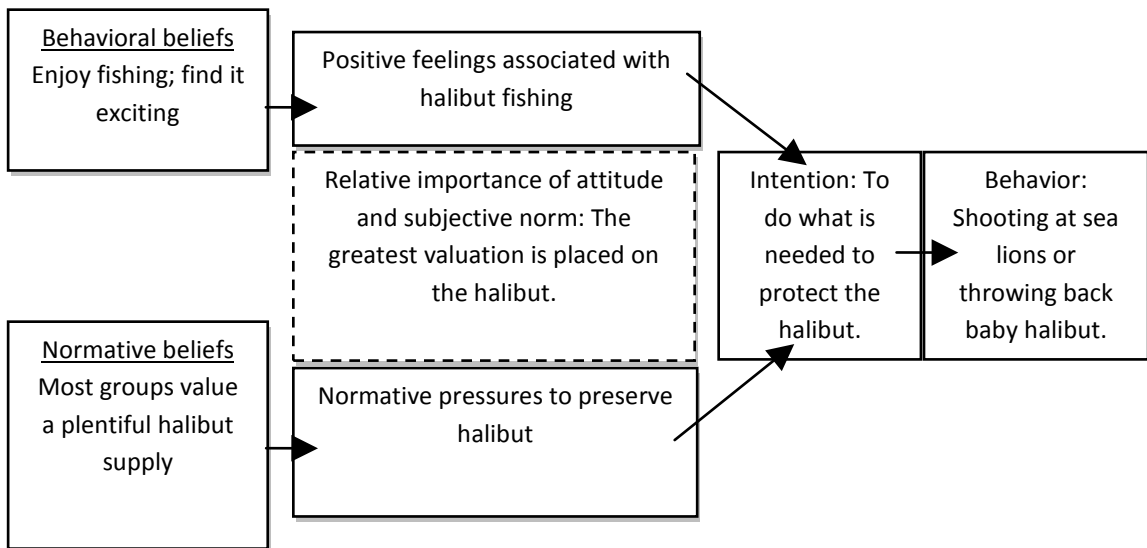 Behavioral beliefs
Enjoy fishing; find it
exciting
Positive feelings associated with
halibut fishing
Relative importance of attitude
and subjective norm: The
greatest valuation is placed on
the halibut.
Intention: To
do what is
needed to
protect the
halibut.
Behavior:
Shooting at sea
lions or
throwing back
baby halibut.
Normative beliefs
Most groups value
a plentiful halibut
supply
Normative pressures to preserve
halibut